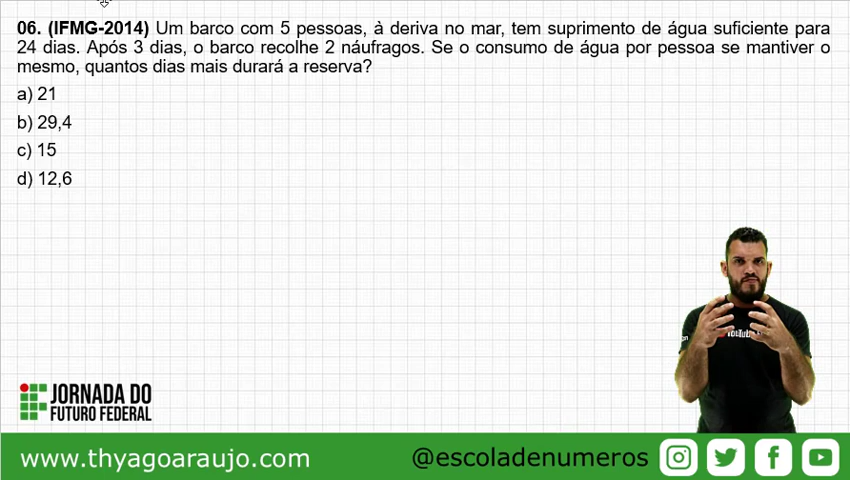 06. (IFMG-2014) Um barco com 5 pessoas, à deriva no mar, tem suprimento de água suficiente para
24 dias. Após 3 dias, o barco recolhe 2 náufragos. Se o consumo de água por pessoa se mantiver o
mesmo, quantos dias mais durará a reserva?
a) 21
b) 29,4
c) 15
d) 12,6
JORNADA DO
FUTURO FEDERAL
www.thyagoaraujo.com
@escoladenumeros